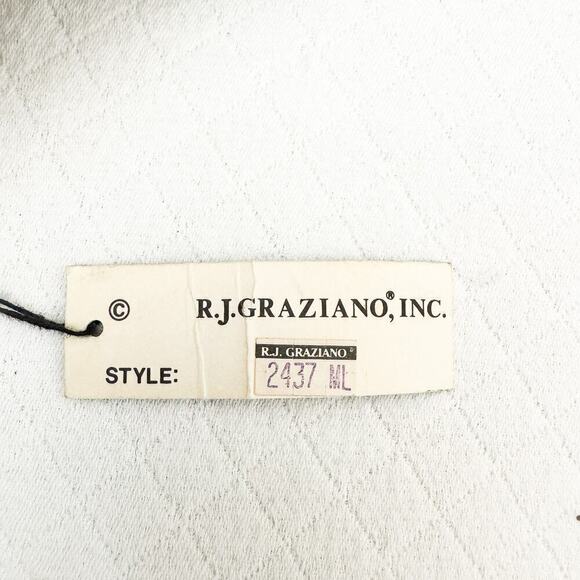 © R.J.GRAZIANO,® INC.
R.J. GRAZIANO©
STYLE: 2437 ML